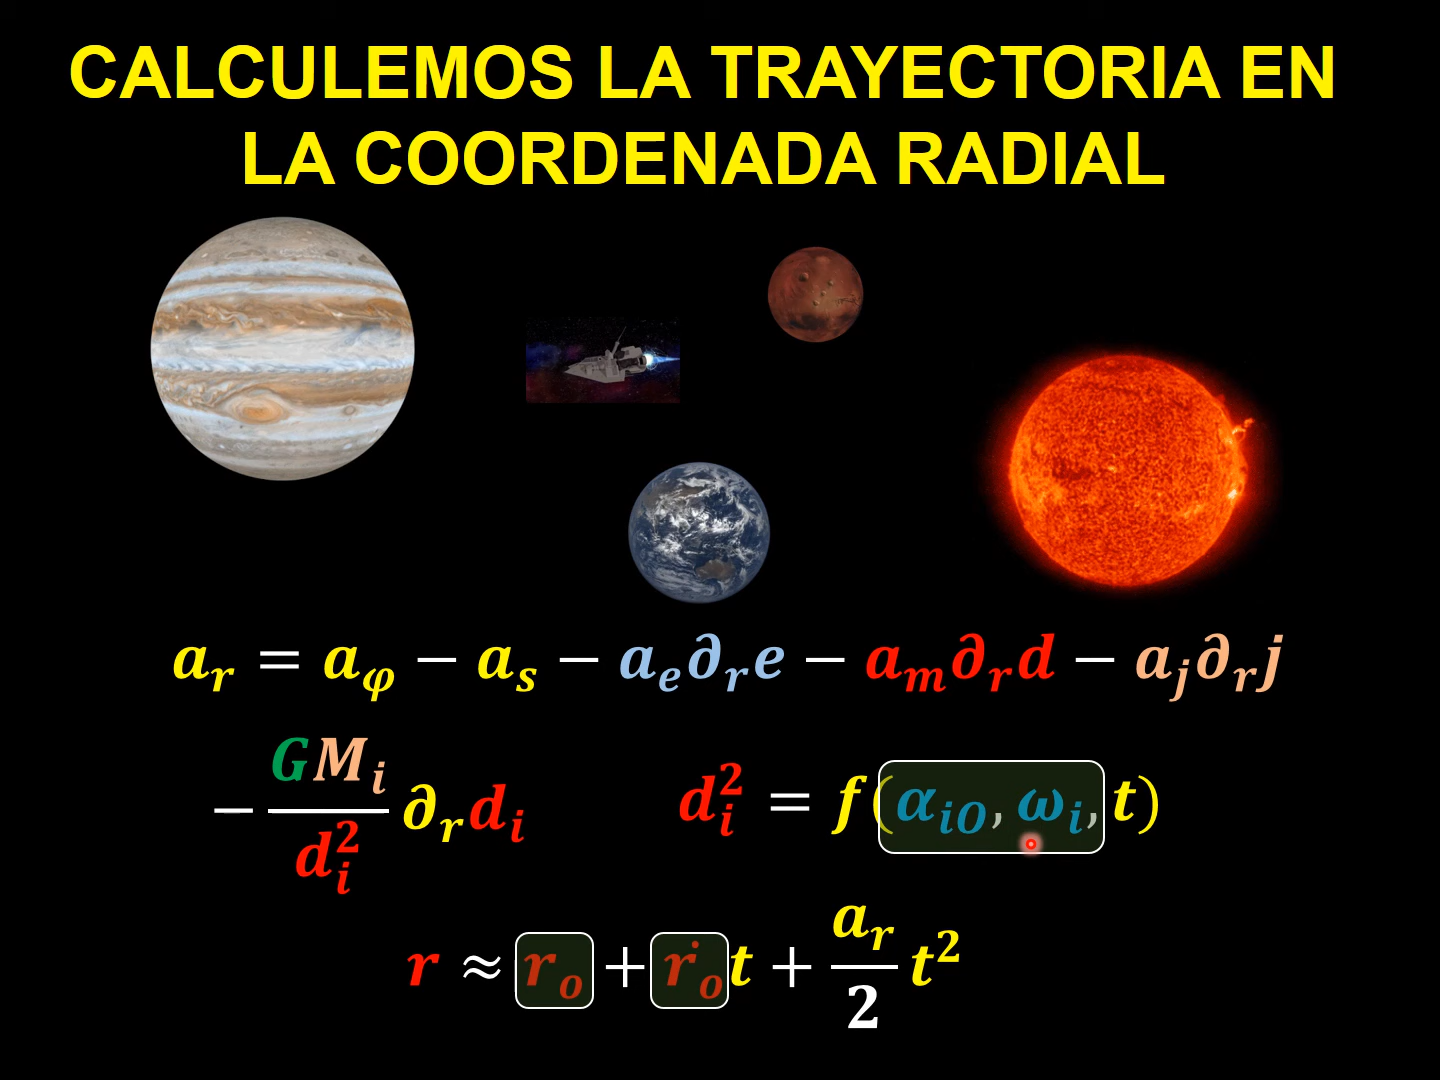 CALCULEMOS LA TRAYECTORIA EN
LA COORDENADA RADIAL
a_r = a_φ − a_s − a_e∂_r e − a_m∂_r d − a_j∂_r j
− (GM_i / d_i²) ∂_r d_i    d_i² = f(α_iO, ω_i, t)
r ≈ r_o + ṙ_o t + (a_r / 2) t²